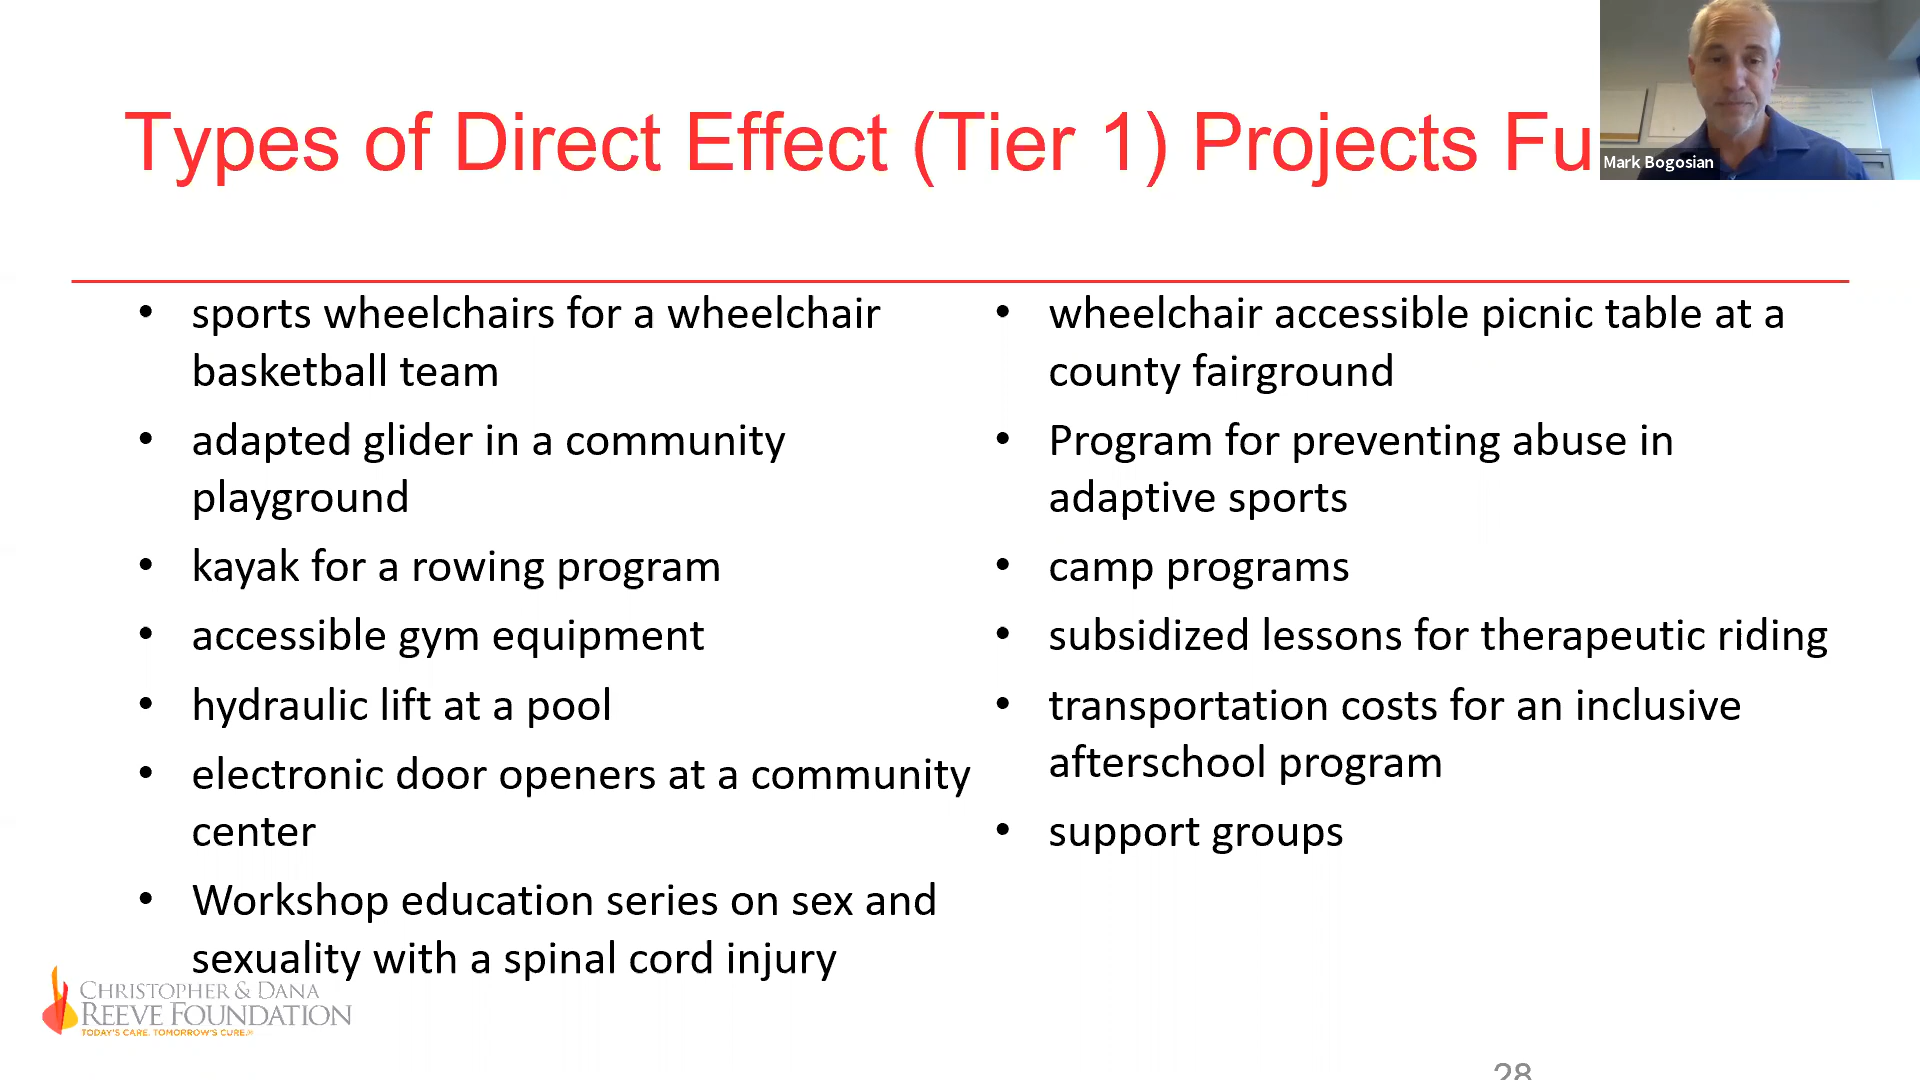 Types of Direct Effect (Tier 1) Projects Fu
Mark Bogosian
• sports wheelchairs for a wheelchair
basketball team
• adapted glider in a community
playground
• kayak for a rowing program
• accessible gym equipment
• hydraulic lift at a pool
• electronic door openers at a community
center
• Workshop education series on sex and
sexuality with a spinal cord injury
• wheelchair accessible picnic table at a
county fairground
• Program for preventing abuse in
adaptive sports
• camp programs
• subsidized lessons for therapeutic riding
• transportation costs for an inclusive
afterschool program
• support groups
CHRISTOPHER & DANA
REEVE FOUNDATION
TODAY'S CARE. TOMORROW'S CURE.
28